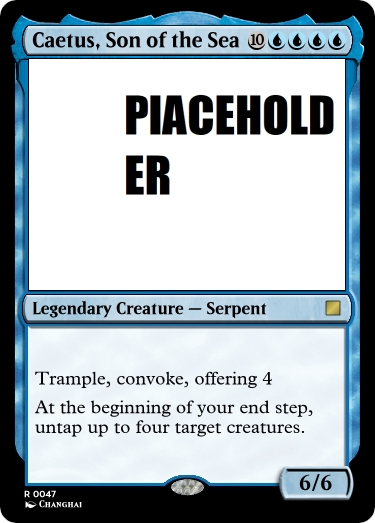 Caetus, Son of the Sea 10
PIACEHOLD
ER
Legendary Creature — Serpent
Trample, convoke, offering 4
At the beginning of your end step,
untap up to four target creatures.
6/6
R 0047
Changhai